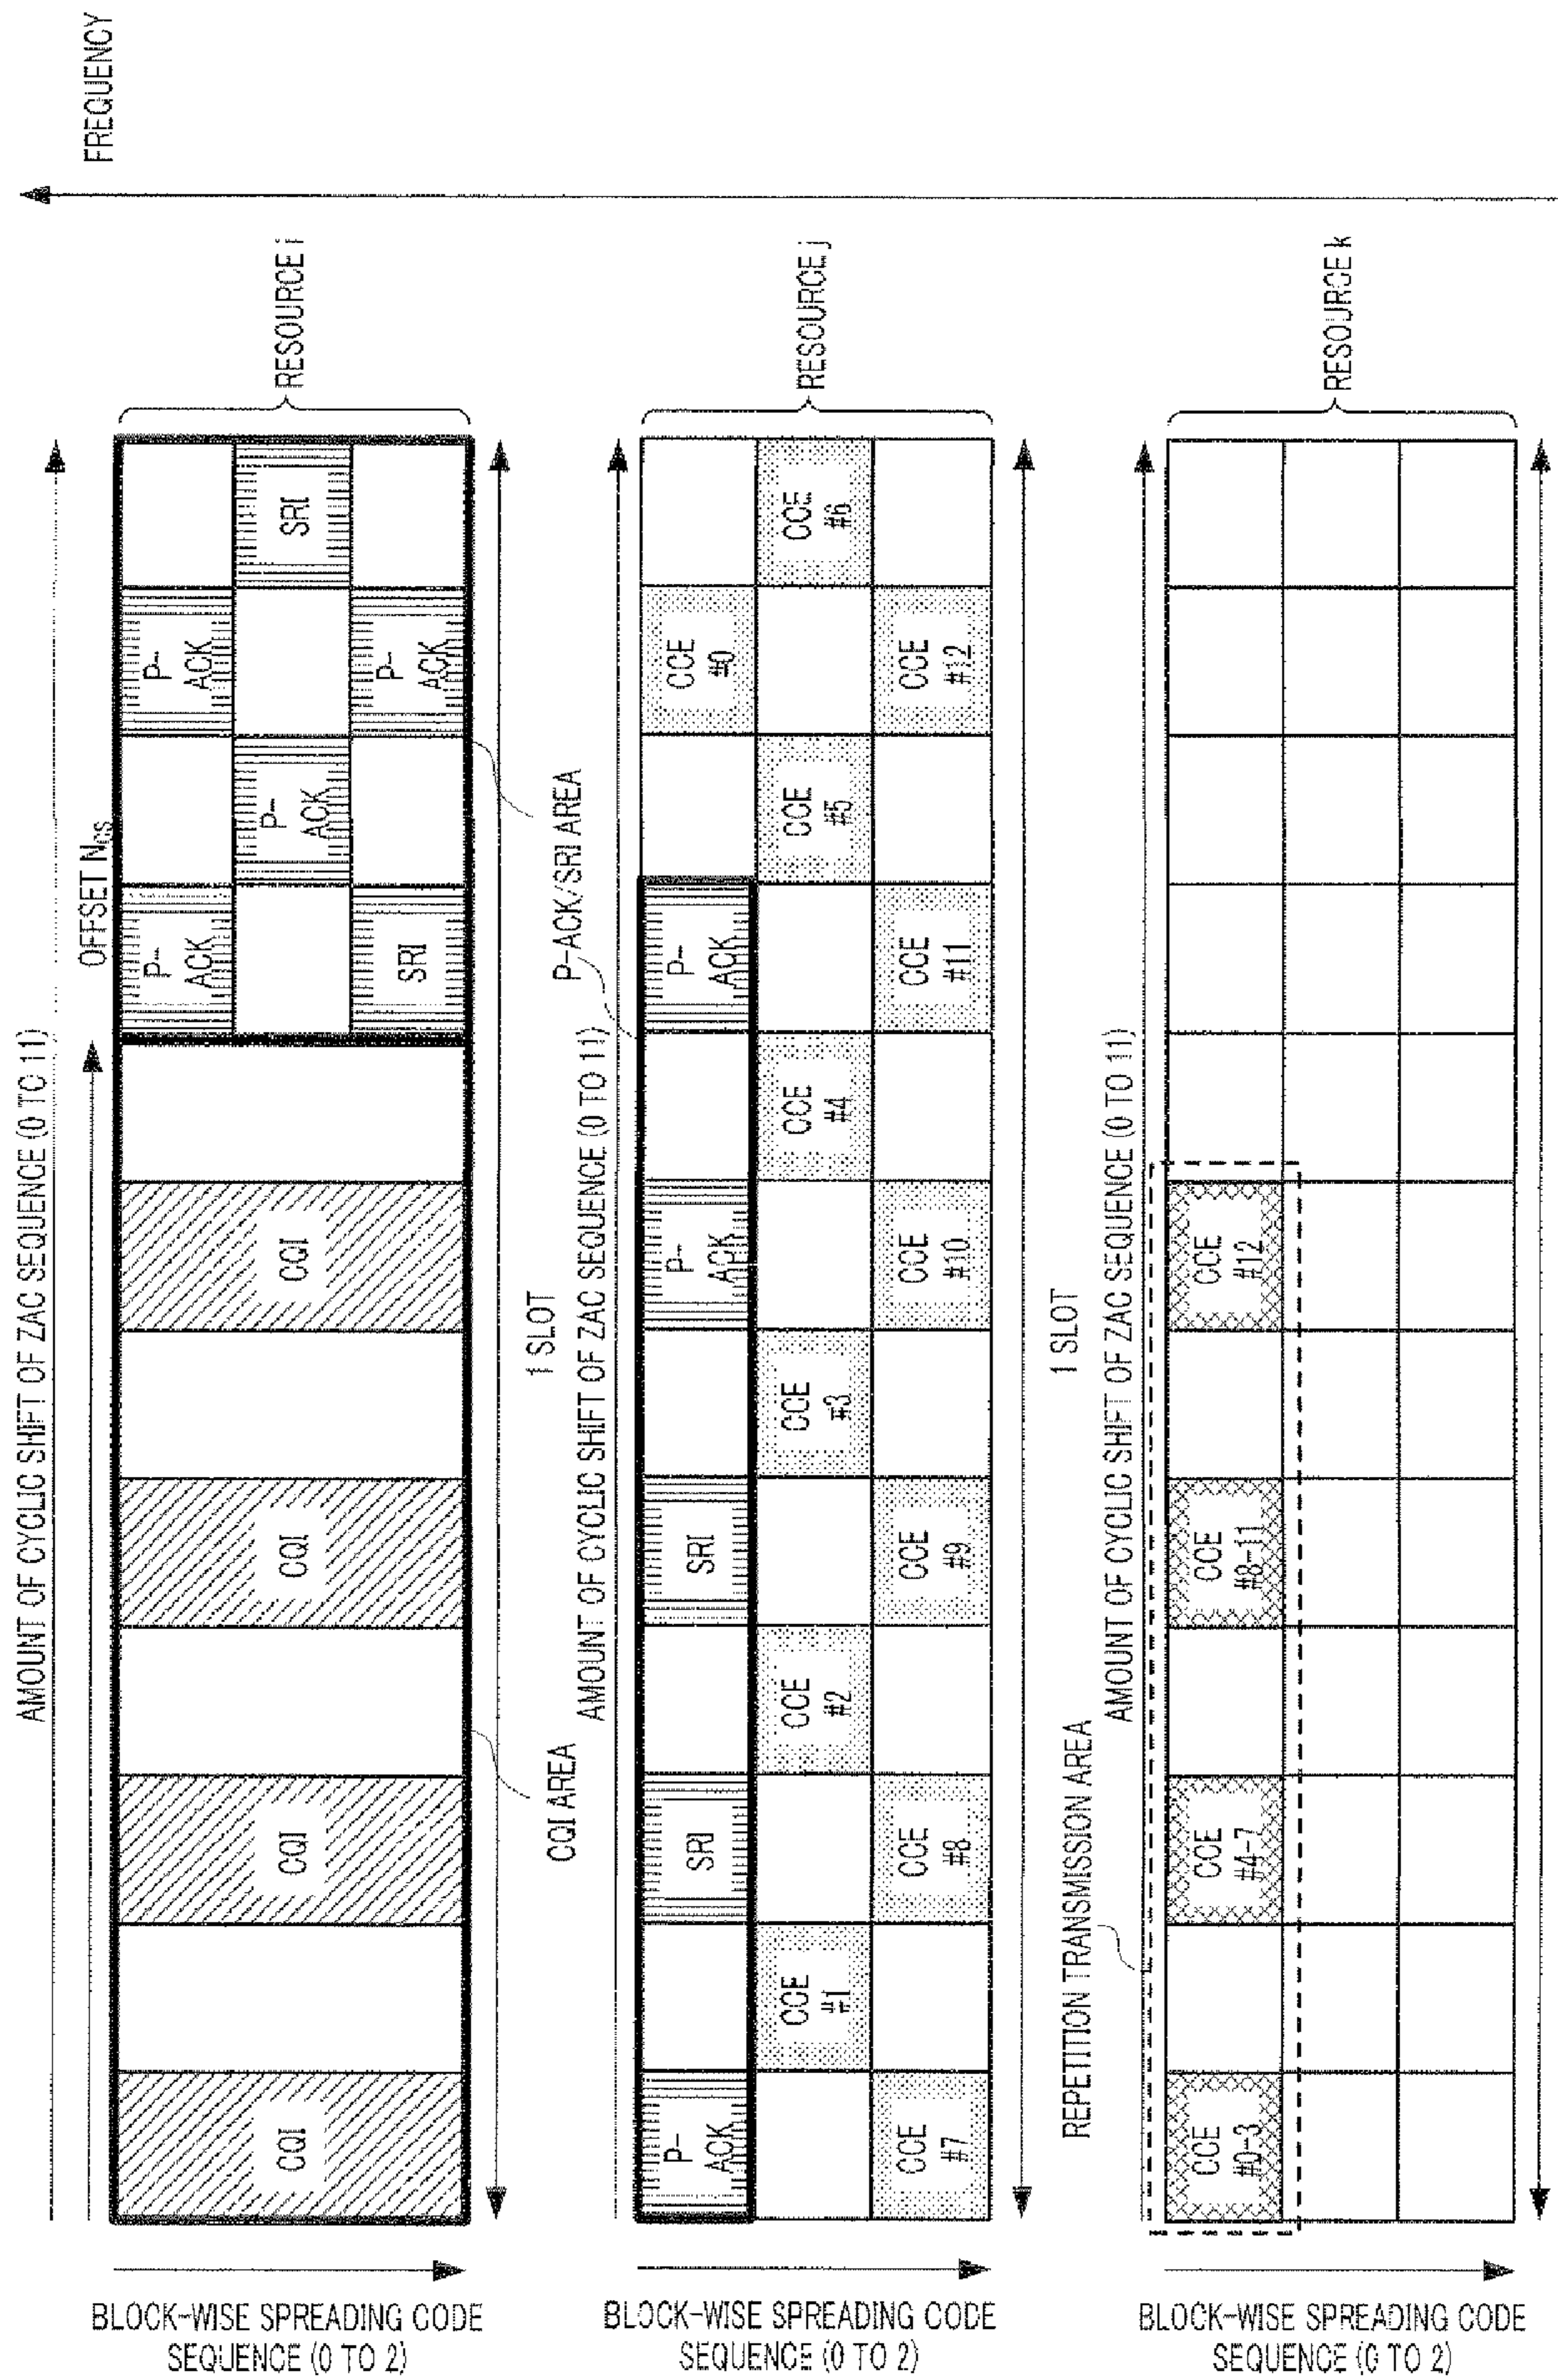 FREQUENCY
AMOUNT OF CYCLIC SHIFT OF ZAC SEQUENCE (0 TO 11)
OFFSET NCS
P-
ACK
P-
ACK
SRI
P-
ACK
CQI
CQI
CQI
CQI
SRI
P-
ACK
RESOURCE i
BLOCK-WISE SPREADING CODE
SEQUENCE (0 TO 2)
1 SLOT
CQI AREA
P-ACK/SRI AREA
AMOUNT OF CYCLIC SHIFT OF ZAC SEQUENCE (0 TO 11)
P-
ACK
SRI
SRI
P-
ACK
P-
ACK
CCE
#0
CCE
#1
CCE
#2
CCE
#3
CCE
#4
CCE
#5
CCE
#6
CCE
#7
CCE
#8
CCE
#9
CCE
#10
CCE
#11
CCE
#12
RESOURCE j
BLOCK-WISE SPREADING CODE
SEQUENCE (0 TO 2)
1 SLOT
REPETITION TRANSMISSION AREA
AMOUNT OF CYCLIC SHIFT OF ZAC SEQUENCE (0 TO 11)
CCE
#0-3
CCE
#4-7
CCE
#8-11
CCE
#12
RESOURCE k
BLOCK-WISE SPREADING CODE
SEQUENCE (0 TO 2)